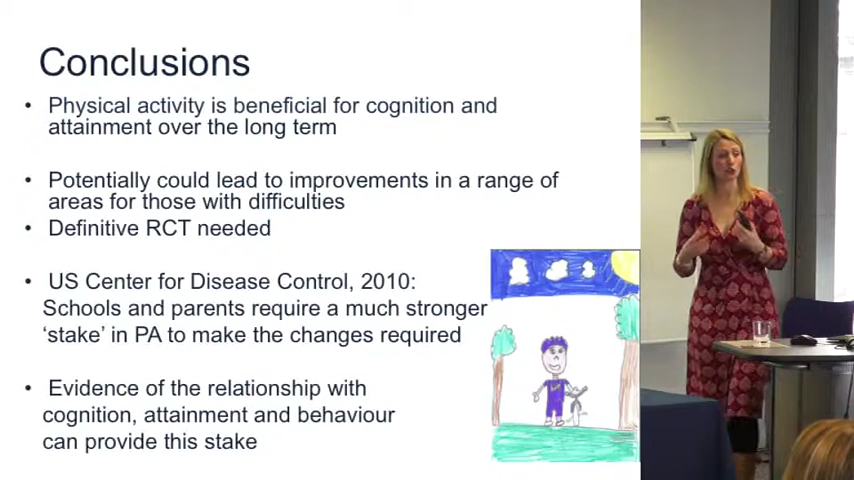 Conclusions
• Physical activity is beneficial for cognition and
attainment over the long term
• Potentially could lead to improvements in a range of
areas for those with difficulties
• Definitive RCT needed
• US Center for Disease Control, 2010:
Schools and parents require a much stronger
‘stake’ in PA to make the changes required
• Evidence of the relationship with
cognition, attainment and behaviour
can provide this stake